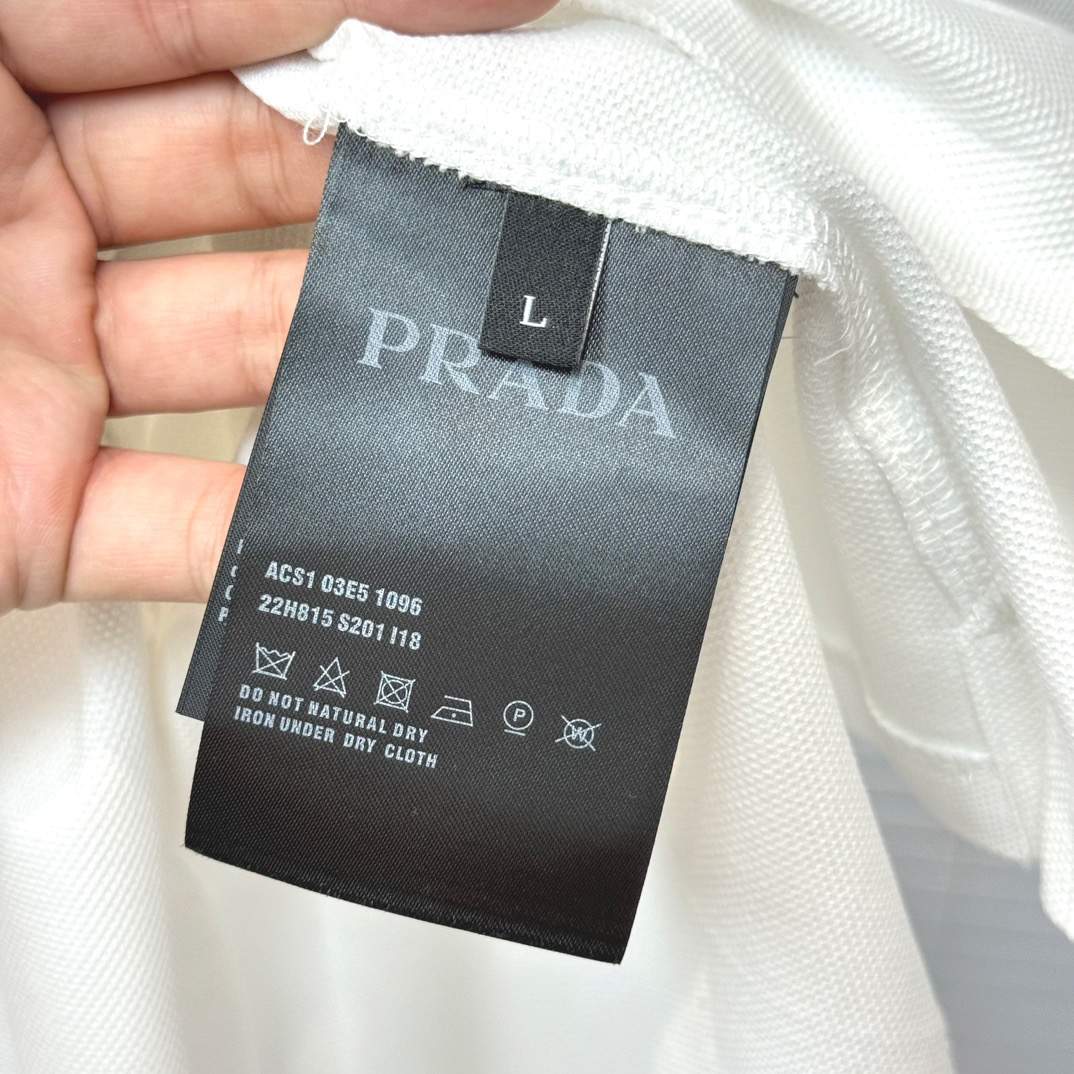 L
PRADA
ACS1 03E5 1096
22H815 S201 I18
P
W
DO NOT NATURAL DRY
IRON UNDER DRY CLOTH